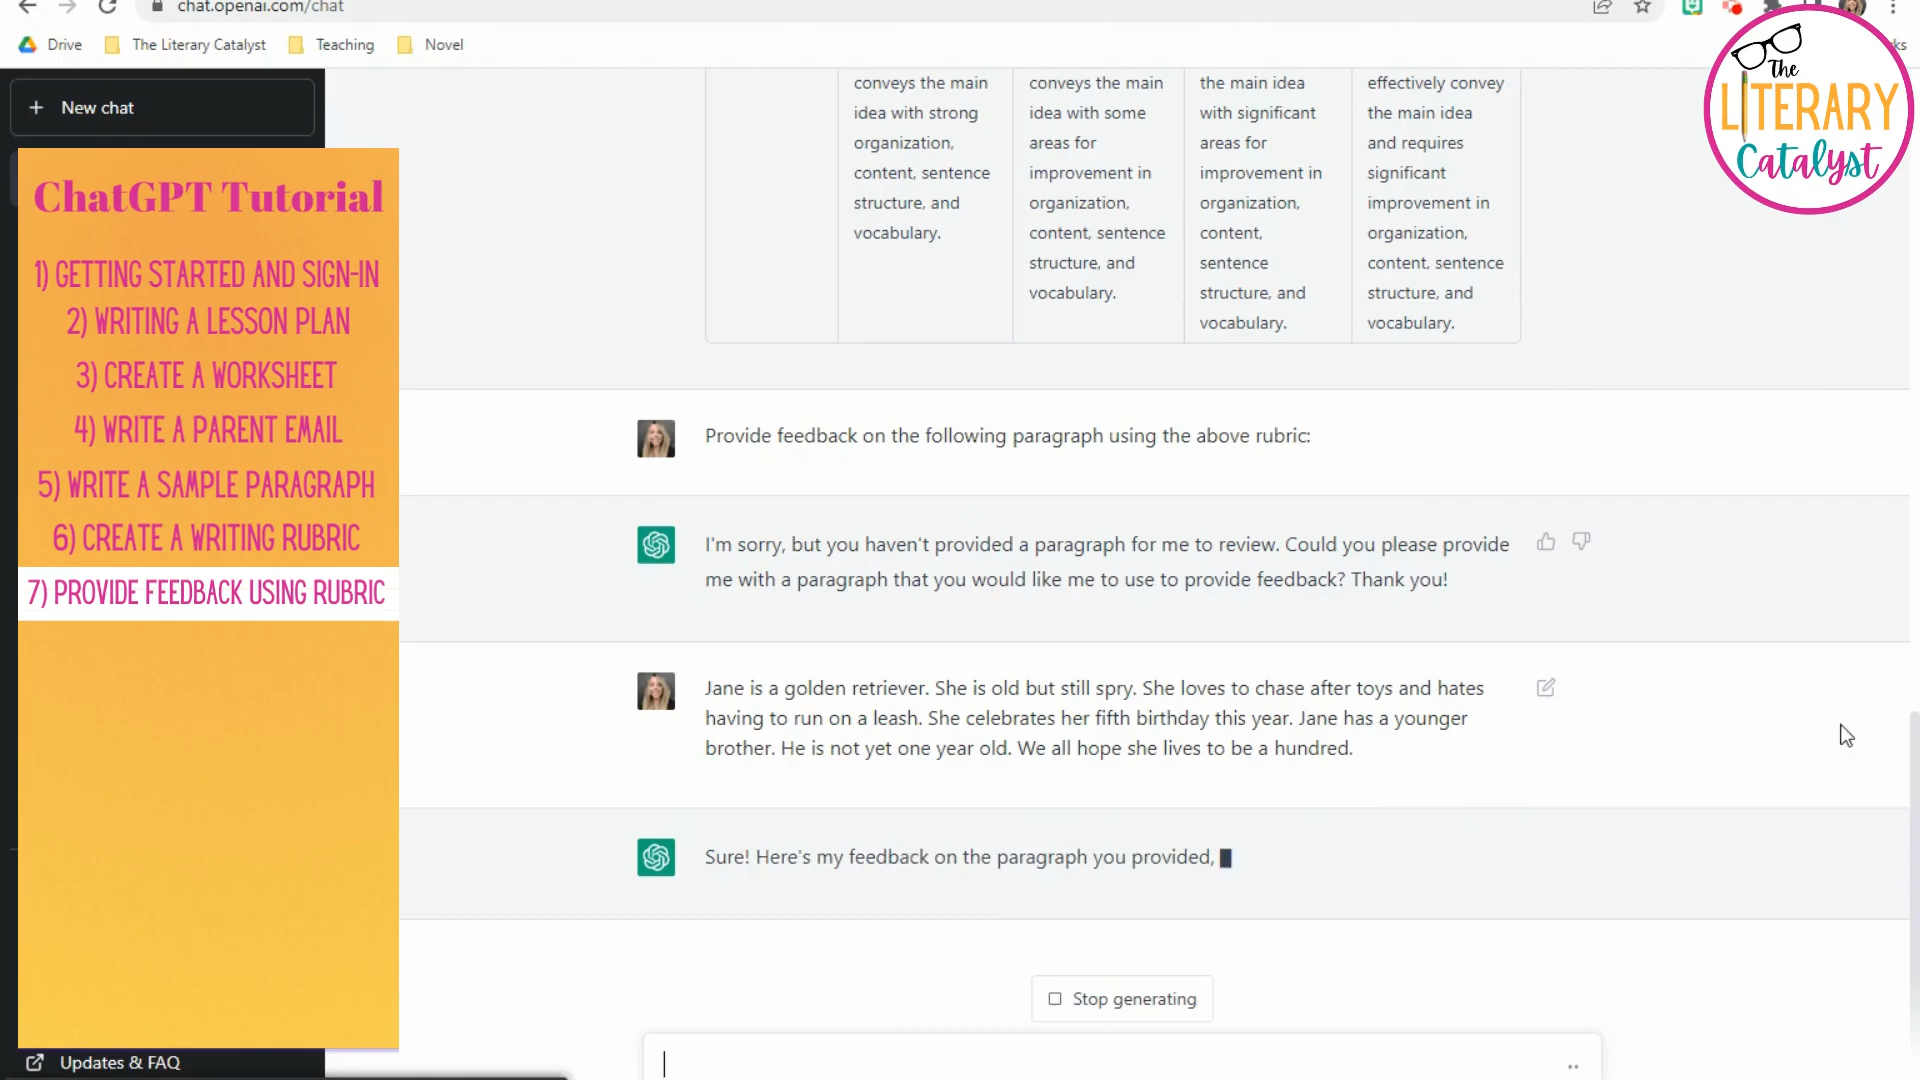 chat.openai.com/chat
Drive
The Literary Catalyst
Teaching
Novel
ks
The
LITERARY
Catalyst
New chat
ChatGPT Tutorial
1) GETTING STARTED AND SIGN-IN
2) WRITING A LESSON PLAN
3) CREATE A WORKSHEET
4) WRITE A PARENT EMAIL
5) WRITE A SAMPLE PARAGRAPH
6) CREATE A WRITING RUBRIC
7) PROVIDE FEEDBACK USING RUBRIC
Updates & FAQ
conveys the main
idea with strong
organization,
content, sentence
structure, and
vocabulary.
conveys the main
idea with some
areas for
improvement in
organization,
content, sentence
structure, and
vocabulary.
the main idea
with significant
areas for
improvement in
organization,
content,
sentence
structure, and
vocabulary.
effectively convey
the main idea
and requires
significant
improvement in
organization,
content, sentence
structure, and
vocabulary.
Provide feedback on the following paragraph using the above rubric:
I'm sorry, but you haven't provided a paragraph for me to review. Could you please provide
me with a paragraph that you would like me to use to provide feedback? Thank you!
Jane is a golden retriever. She is old but still spry. She loves to chase after toys and hates
having to run on a leash. She celebrates her fifth birthday this year. Jane has a younger
brother. He is not yet one year old. We all hope she lives to be a hundred.
Sure! Here's my feedback on the paragraph you provided,
Stop generating